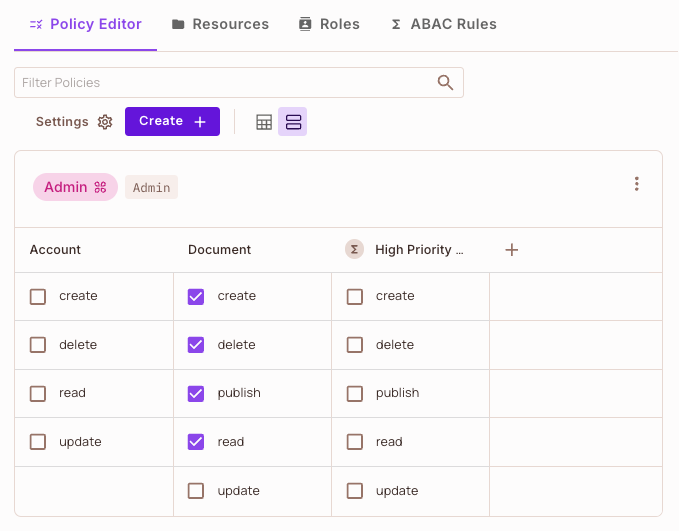 Policy Editor Resources Roles Σ ABAC Rules
Filter Policies
Settings Create +
Admin ⌘ Admin
Account Document Σ High Priority ... +
create create create
delete delete delete
read publish publish
update read read
update update